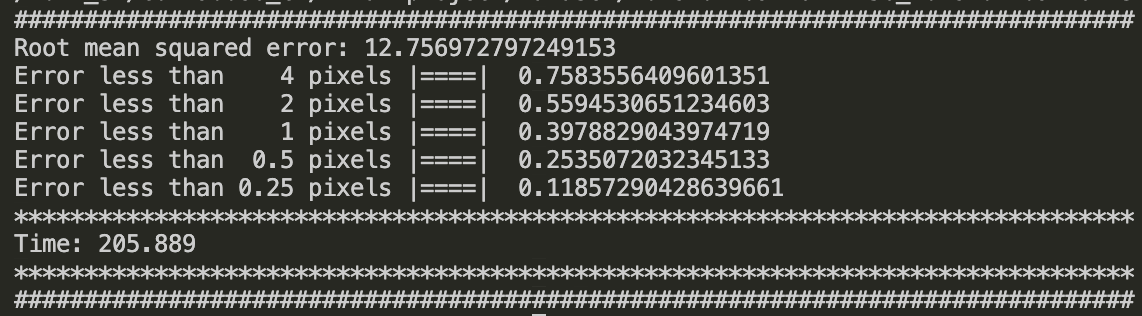 ################################################################################
Root mean squared error: 12.756972797249153
Error less than    4 pixels |====|  0.7583556409601351
Error less than    2 pixels |====|  0.5594530651234603
Error less than    1 pixels |====|  0.3978829043974719
Error less than  0.5 pixels |====|  0.2535072032345133
Error less than 0.25 pixels |====|  0.11857290428639661
********************************************************************************
Time: 205.889
********************************************************************************
################################################################################